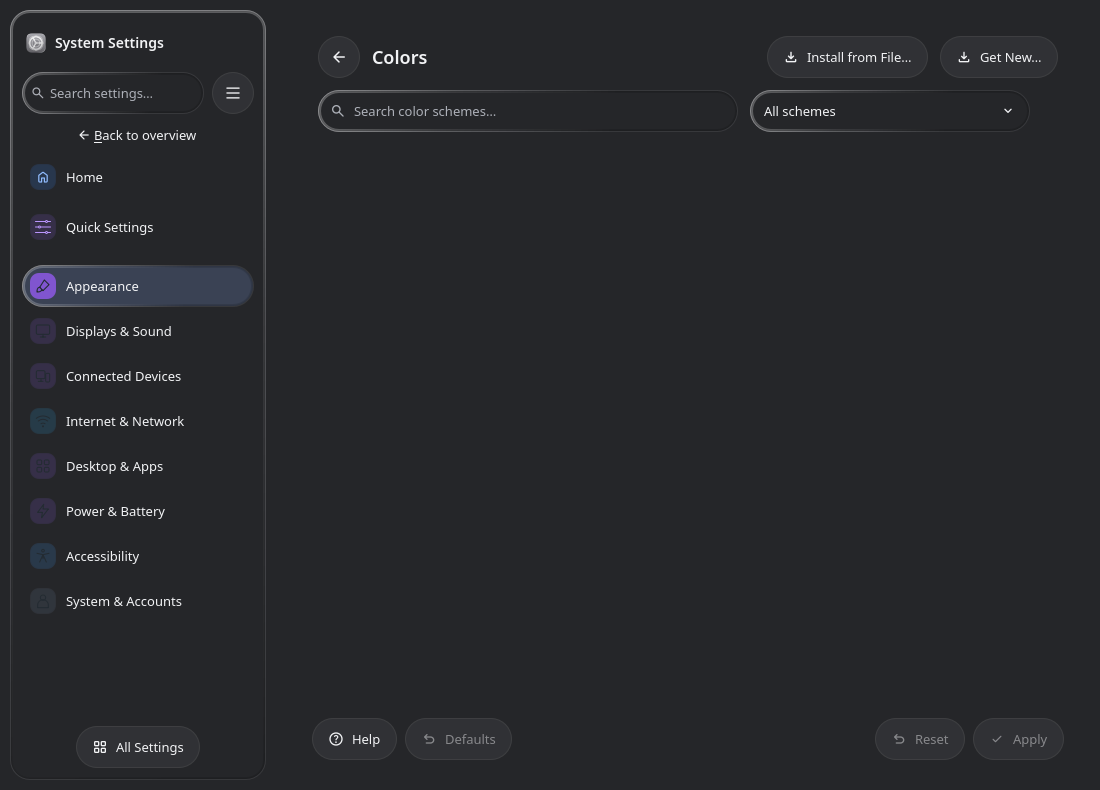 System Settings
Search settings...
Back to overview
Home
Quick Settings
Appearance
Displays & Sound
Connected Devices
Internet & Network
Desktop & Apps
Power & Battery
Accessibility
System & Accounts
All Settings
Colors
Install from File...
Get New...
Search color schemes...
All schemes
Help
Defaults
Reset
Apply